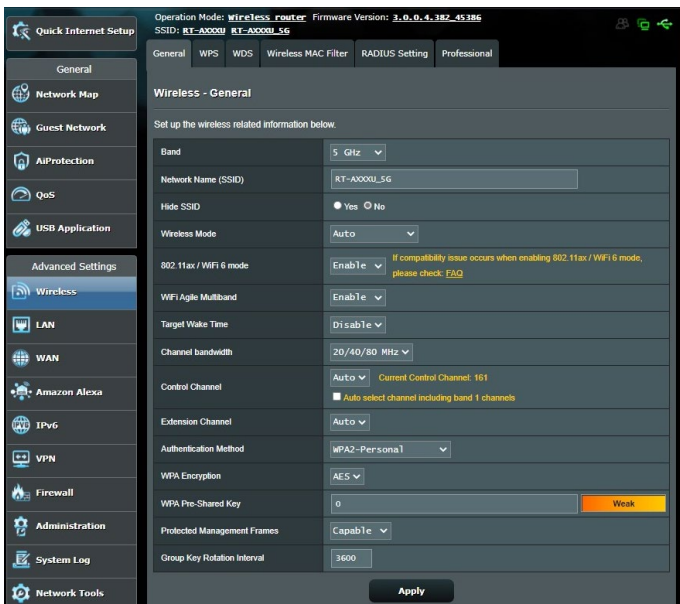 Operation Mode: Wireless router Firmware Version: 3.0.0.4.382_45386
SSID: RT-AXXXU RT-AXXXU_5G
Quick Internet Setup
General
Network Map
Guest Network
AiProtection
QoS
USB Application
Advanced Settings
Wireless
LAN
WAN
Amazon Alexa
IPv6
VPN
Firewall
Administration
System Log
Network Tools
General WPS WDS Wireless MAC Filter RADIUS Setting Professional
Wireless - General
Set up the wireless related information below.
Band 5 GHz
Network Name (SSID) RT-AXXXU_5G
Hide SSID Yes No
Wireless Mode Auto
802.11ax / WiFi 6 mode Enable If compatibility issue occurs when enabling 802.11ax / WiFi 6 mode,
please check: FAQ
WiFi Agile Multiband Enable
Target Wake Time Disable
Channel bandwidth 20/40/80 MHz
Control Channel Auto Current Control Channel: 161
Auto select channel including band 1 channels
Extension Channel Auto
Authentication Method WPA2-Personal
WPA Encryption AES
WPA Pre-Shared Key 0 Weak
Protected Management Frames Capable
Group Key Rotation Interval 3600
Apply